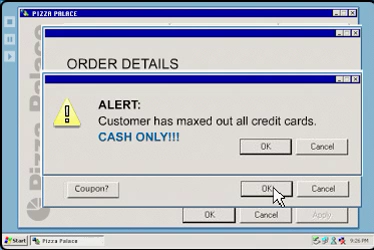 PIZZA PALACE
ORDER DETAILS
ALERT:
Customer has maxed out all credit cards.
CASH ONLY!!!
OK
Cancel
Coupon?
OK
Cancel
OK
Cancel
Apply
Start
Pizza Palace
9:26 PM